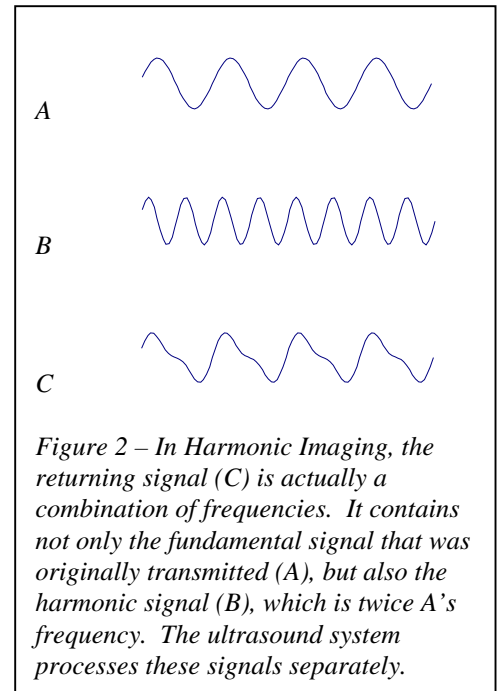 A
B
C
Figure 2 – In Harmonic Imaging, the
returning signal (C) is actually a
combination of frequencies.  It contains
not only the fundamental signal that was
originally transmitted (A), but also the
harmonic signal (B), which is twice A’s
frequency.  The ultrasound system
processes these signals separately.